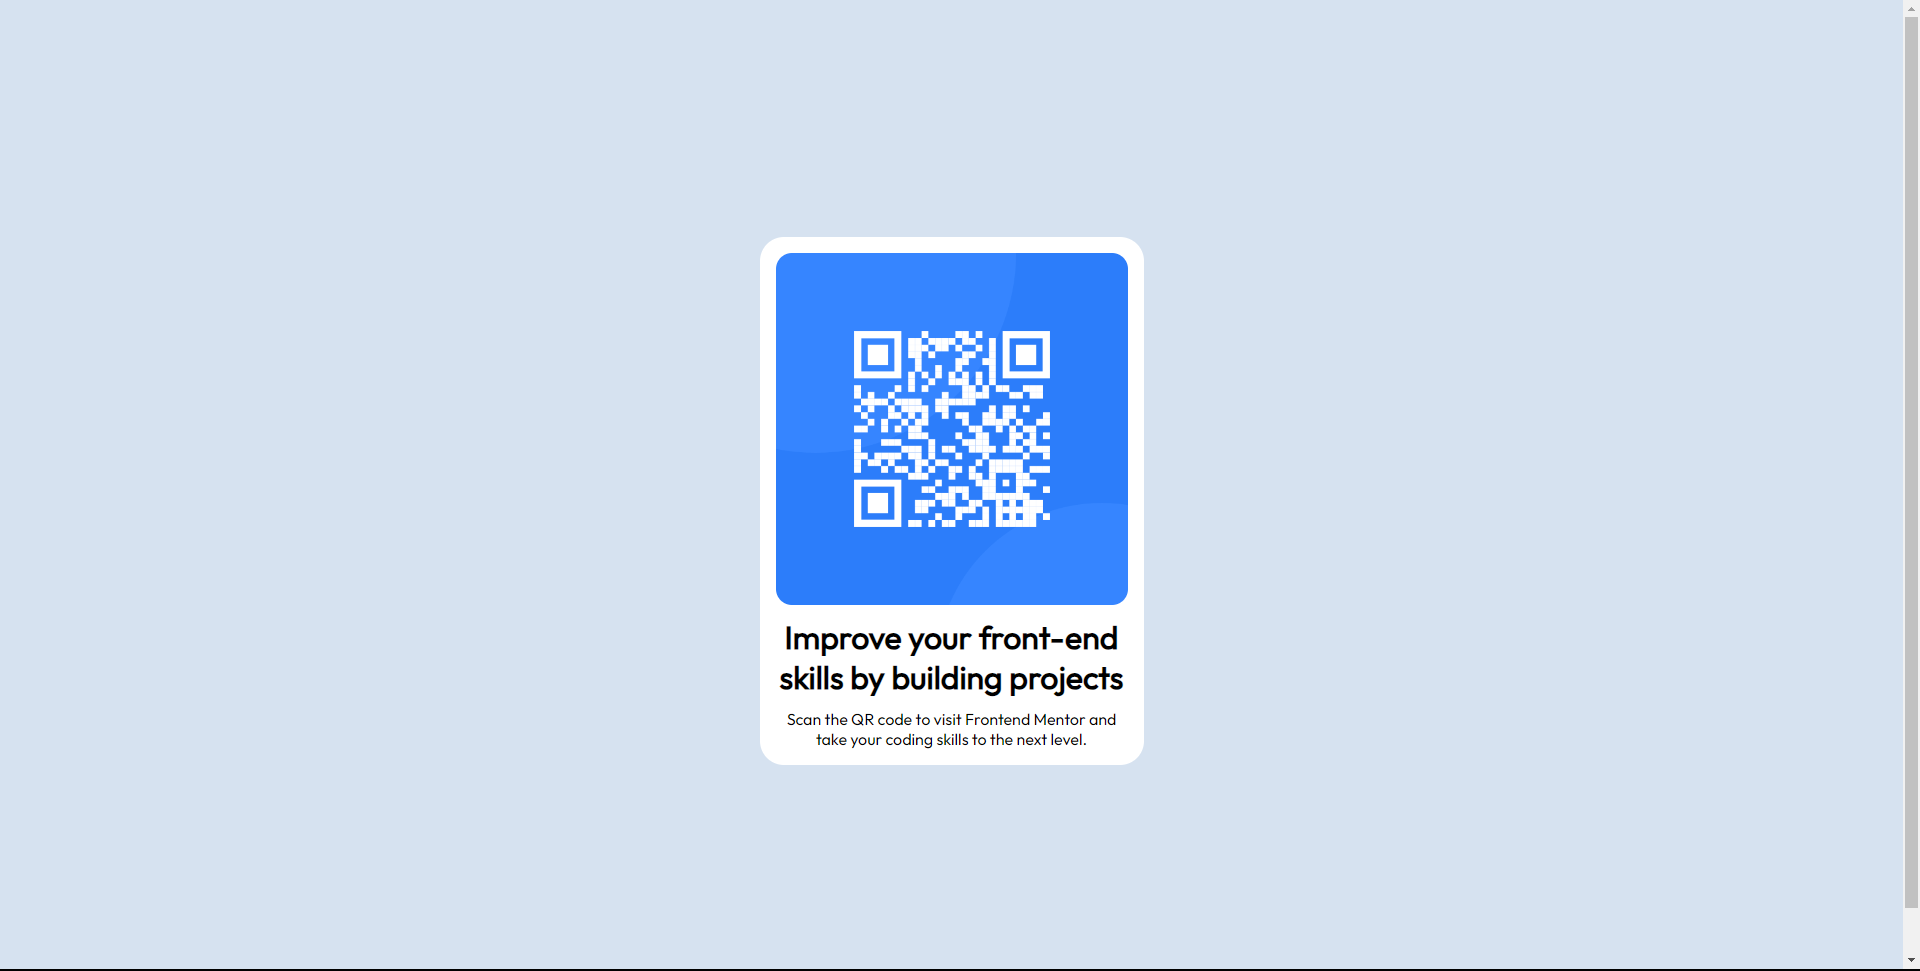 Improve your front-end
skills by building projects
Scan the QR code to visit Frontend Mentor and
take your coding skills to the next level.